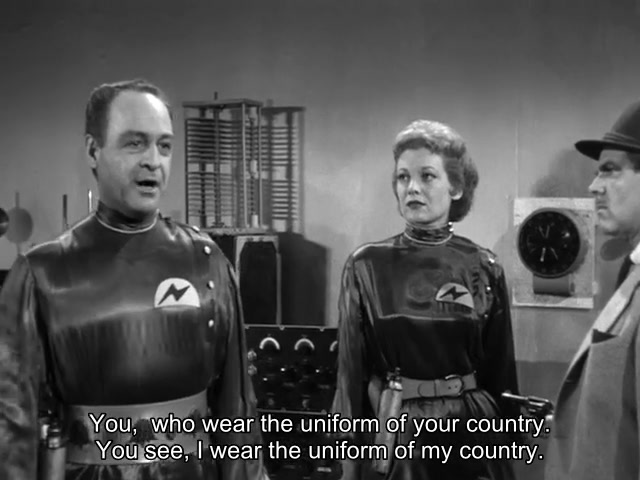 You, who wear the uniform of your country.
You see, I wear the uniform of my country.